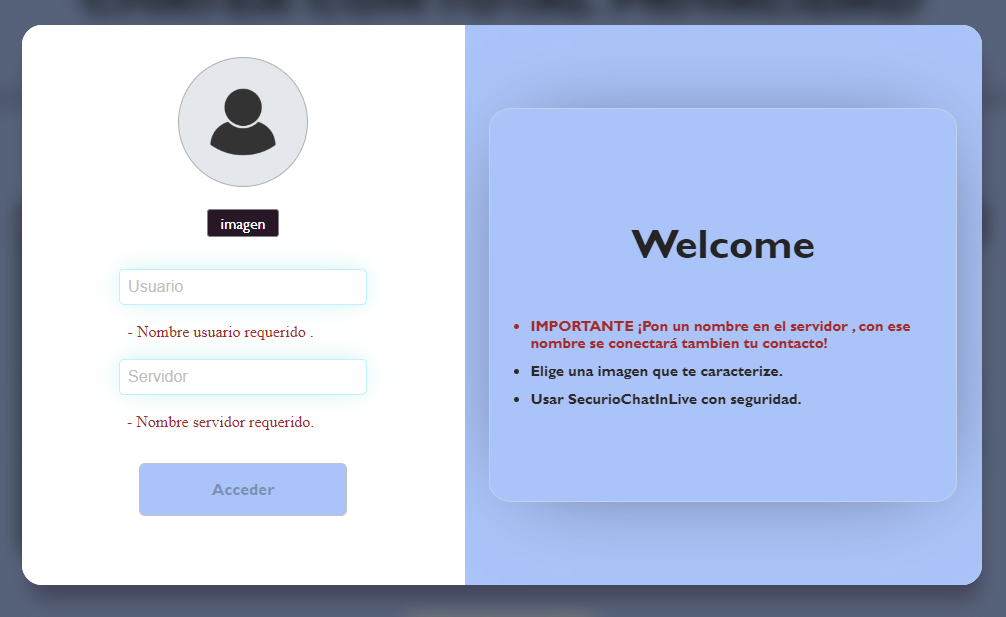 imagen
Usuario
- Nombre usuario requerido .
Servidor
- Nombre servidor requerido.
Acceder
Welcome
IMPORTANTE ¡Pon un nombre en el servidor , con ese
nombre se conectará tambien tu contacto!
Elige una imagen que te caracterize.
Usar SecurioChatInLive con seguridad.